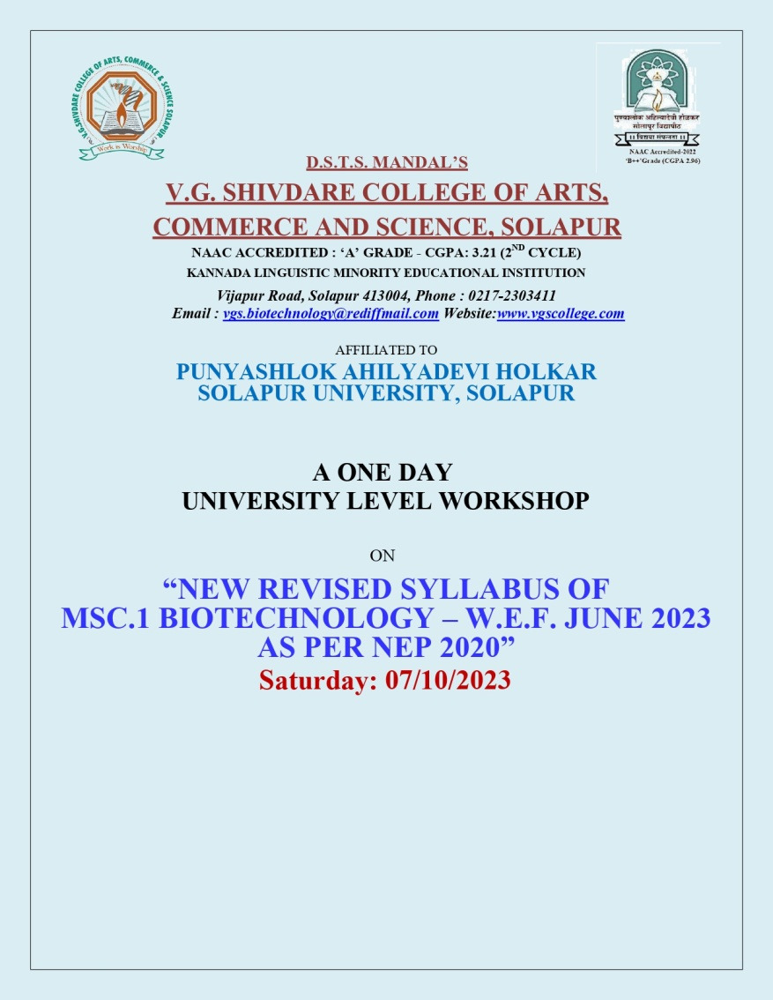 V.G.SHIVDARE COLLEGE OF ARTS, COMMERCE & SCIENCE SOLAPUR
Work is Worship
पुण्यश्लोक अहिल्यादेवी होळकर
सोलापूर विद्यापीठ
।। विद्यया संपन्नता ।।
NAAC Accredited-2022
'B++'Grade (CGPA 2.96)
D.S.T.S. MANDAL'S
V.G. SHIVDARE COLLEGE OF ARTS,
COMMERCE AND SCIENCE, SOLAPUR
NAAC ACCREDITED : 'A' GRADE - CGPA: 3.21 (2ND CYCLE)
KANNADA LINGUISTIC MINORITY EDUCATIONAL INSTITUTION
Vijapur Road, Solapur 413004, Phone : 0217-2303411
Email : vgs.biotechnology@rediffmail.com Website:www.vgscollege.com
AFFILIATED TO
PUNYASHLOK AHILYADEVI HOLKAR
SOLAPUR UNIVERSITY, SOLAPUR
A ONE DAY
UNIVERSITY LEVEL WORKSHOP
ON
“NEW REVISED SYLLABUS OF
MSC.1 BIOTECHNOLOGY – W.E.F. JUNE 2023
AS PER NEP 2020”
Saturday: 07/10/2023